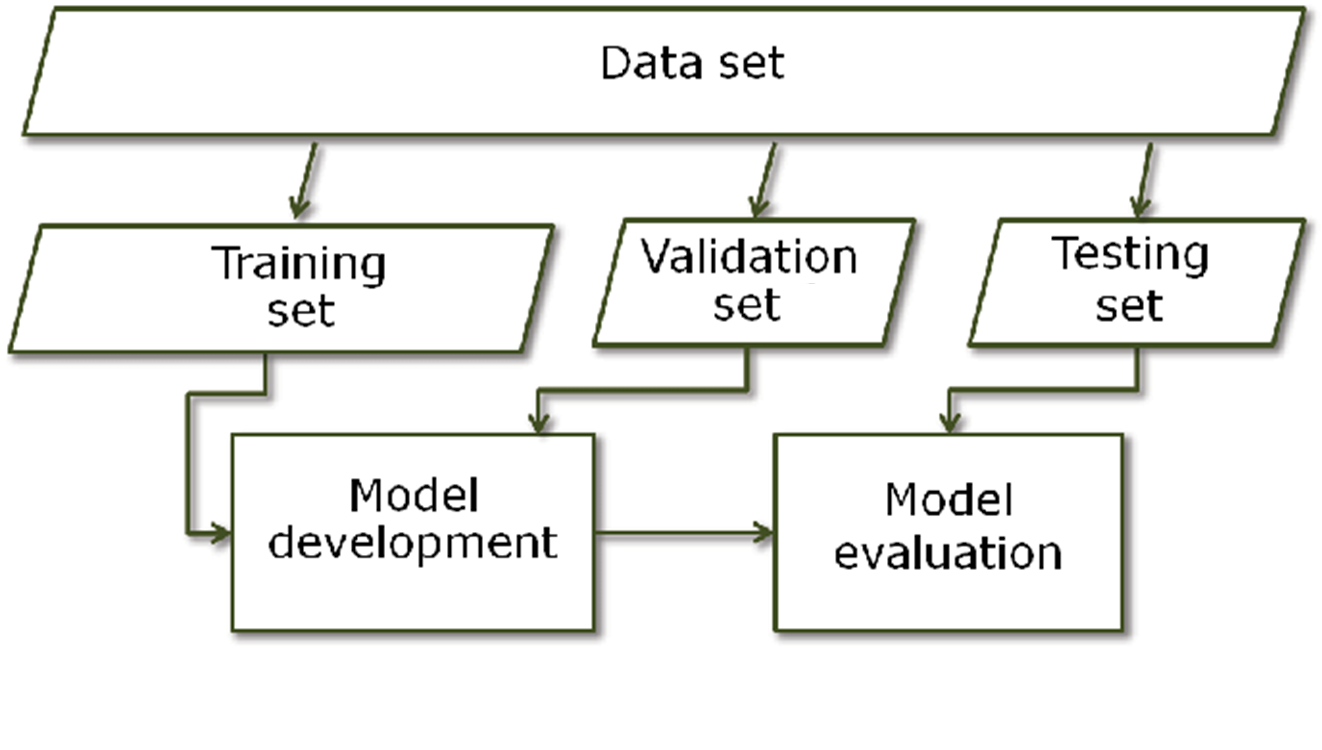 Data set
Training
set
Validation
set
Testing
set
Model
development
Model
evaluation